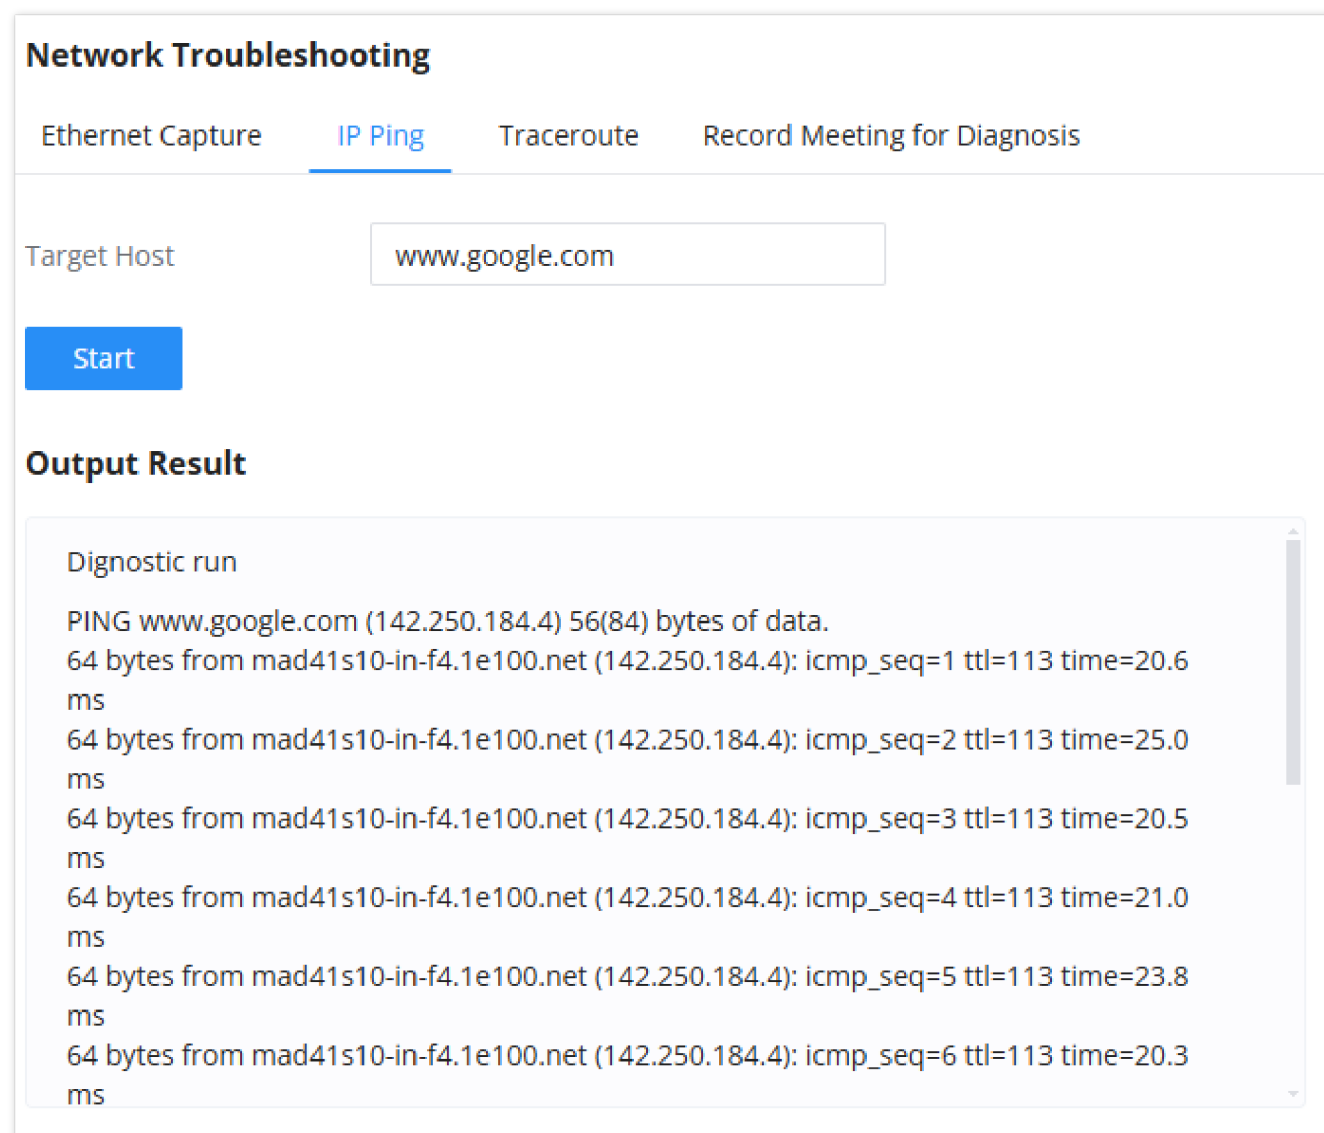 Network Troubleshooting
Ethernet Capture IP Ping Traceroute Record Meeting for Diagnosis
Target Host www.google.com
Start
Output Result
Dignostic run
PING www.google.com (142.250.184.4) 56(84) bytes of data.
64 bytes from mad41s10-in-f4.1e100.net (142.250.184.4): icmp_seq=1 ttl=113 time=20.6
ms
64 bytes from mad41s10-in-f4.1e100.net (142.250.184.4): icmp_seq=2 ttl=113 time=25.0
ms
64 bytes from mad41s10-in-f4.1e100.net (142.250.184.4): icmp_seq=3 ttl=113 time=20.5
ms
64 bytes from mad41s10-in-f4.1e100.net (142.250.184.4): icmp_seq=4 ttl=113 time=21.0
ms
64 bytes from mad41s10-in-f4.1e100.net (142.250.184.4): icmp_seq=5 ttl=113 time=23.8
ms
64 bytes from mad41s10-in-f4.1e100.net (142.250.184.4): icmp_seq=6 ttl=113 time=20.3
ms